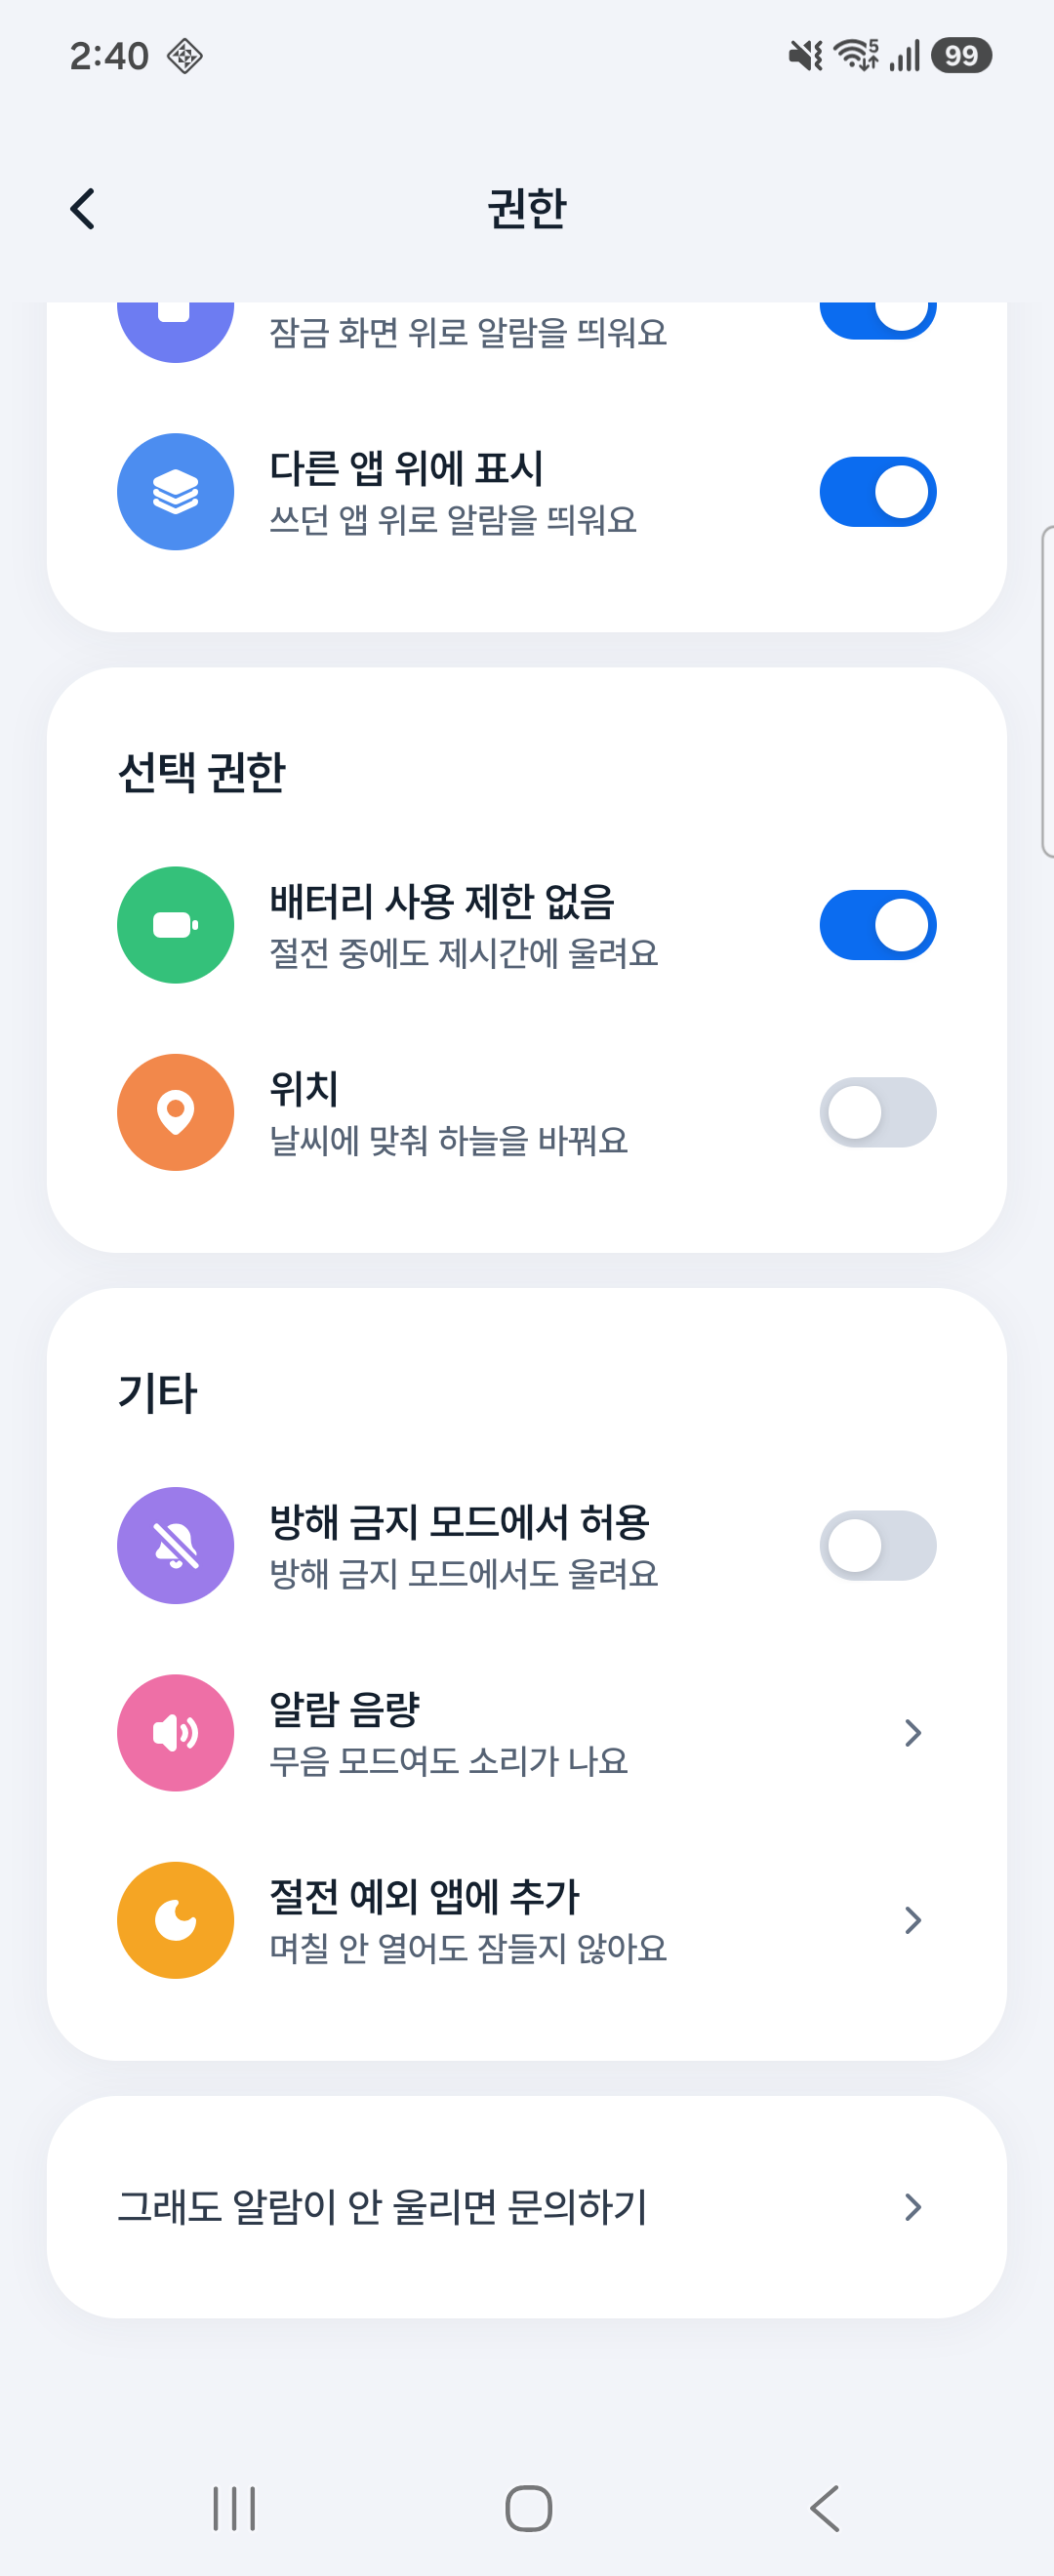 2:40
5
99
권한
잠금 화면 위로 알람을 띄워요
다른 앱 위에 표시
쓰던 앱 위로 알람을 띄워요
선택 권한
배터리 사용 제한 없음
절전 중에도 제시간에 울려요
위치
날씨에 맞춰 하늘을 바꿔요
기타
방해 금지 모드에서 허용
방해 금지 모드에서도 울려요
알람 음량
무음 모드여도 소리가 나요
절전 예외 앱에 추가
며칠 안 열어도 잠들지 않아요
그래도 알람이 안 울리면 문의하기